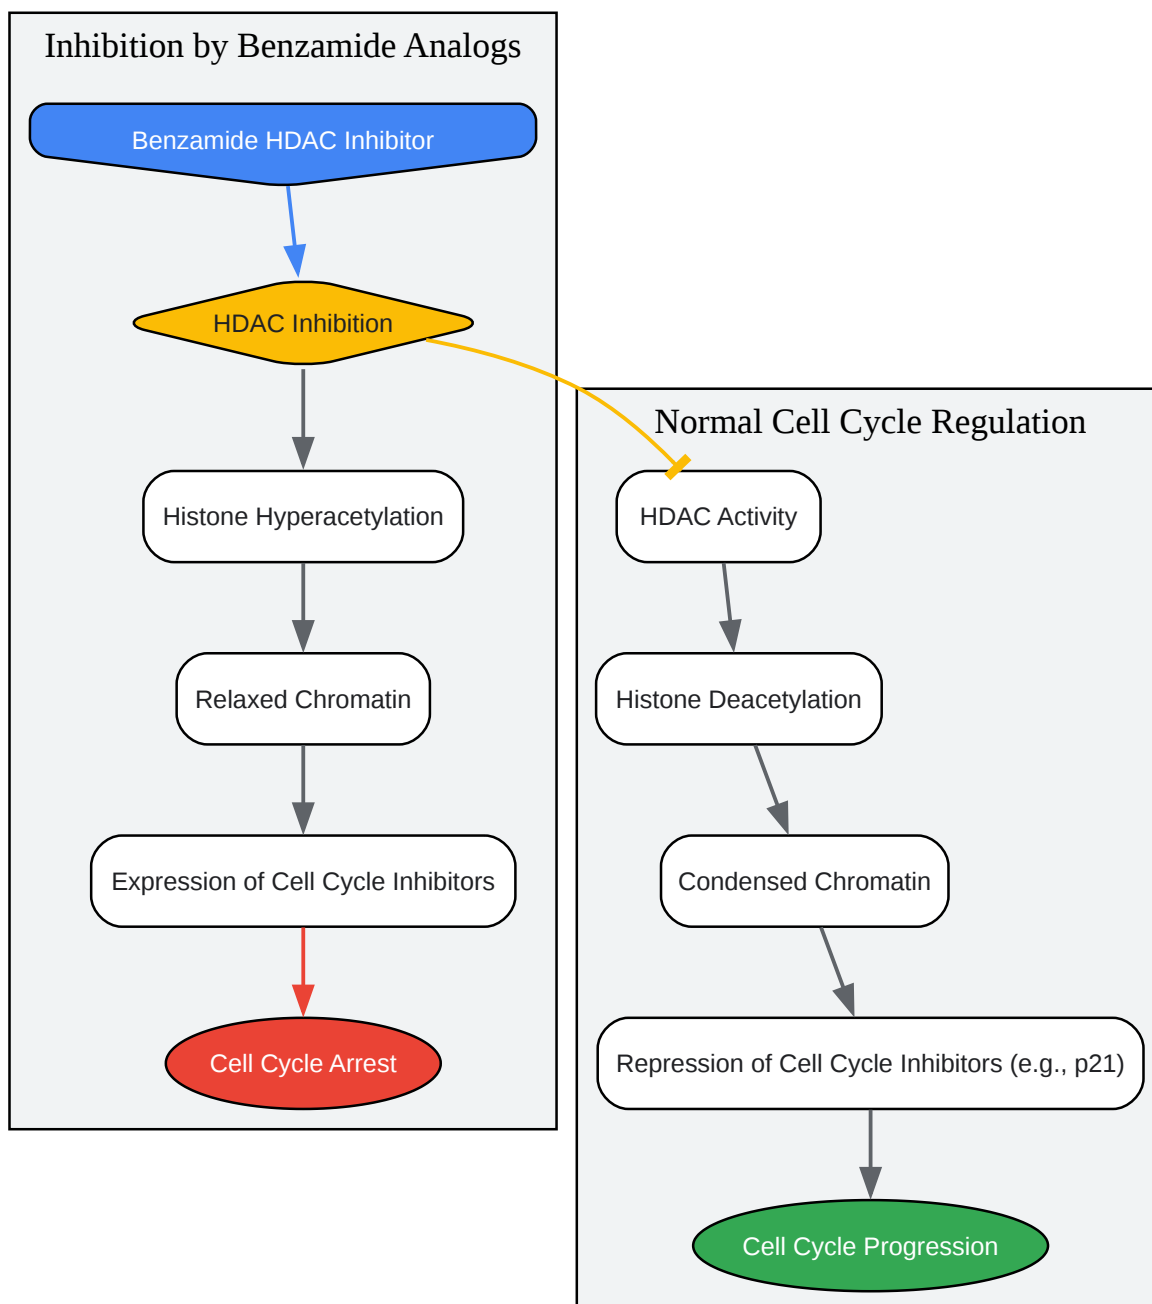 Inhibition by Benzamide Analogs
Benzamide HDAC Inhibitor
HDAC Inhibition
Histone Hyperacetylation
Relaxed Chromatin
Expression of Cell Cycle Inhibitors
Cell Cycle Arrest
Normal Cell Cycle Regulation
HDAC Activity
Histone Deacetylation
Condensed Chromatin
Repression of Cell Cycle Inhibitors (e.g., p21)
Cell Cycle Progression